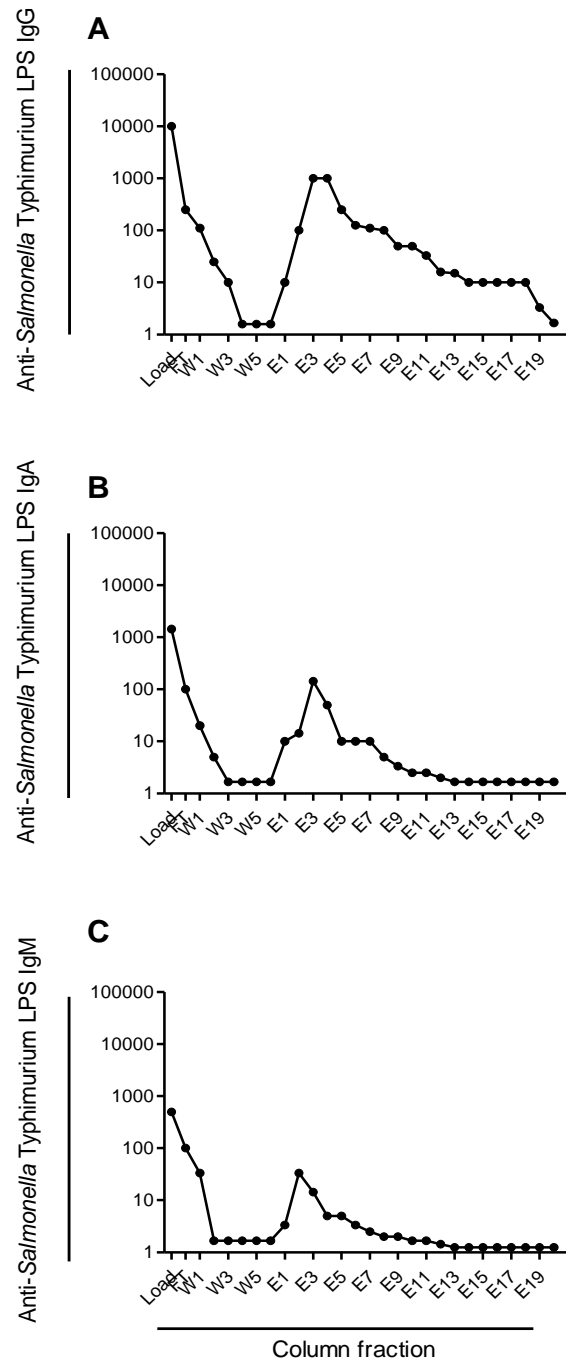 A
Anti-Salmonella Typhimurium LPS IgG
100000
10000
1000
100
10
1
Load
FT
W1
W3
W5
E1
E3
E5
E7
E9
E11
E13
E15
E17
E19
B
Anti-Salmonella Typhimurium LPS IgA
100000
10000
1000
100
10
1
Load
FT
W1
W3
W5
E1
E3
E5
E7
E9
E11
E13
E15
E17
E19
C
Anti-Salmonella Typhimurium LPS IgM
100000
10000
1000
100
10
1
Load
FT
W1
W3
W5
E1
E3
E5
E7
E9
E11
E13
E15
E17
E19
Column fraction